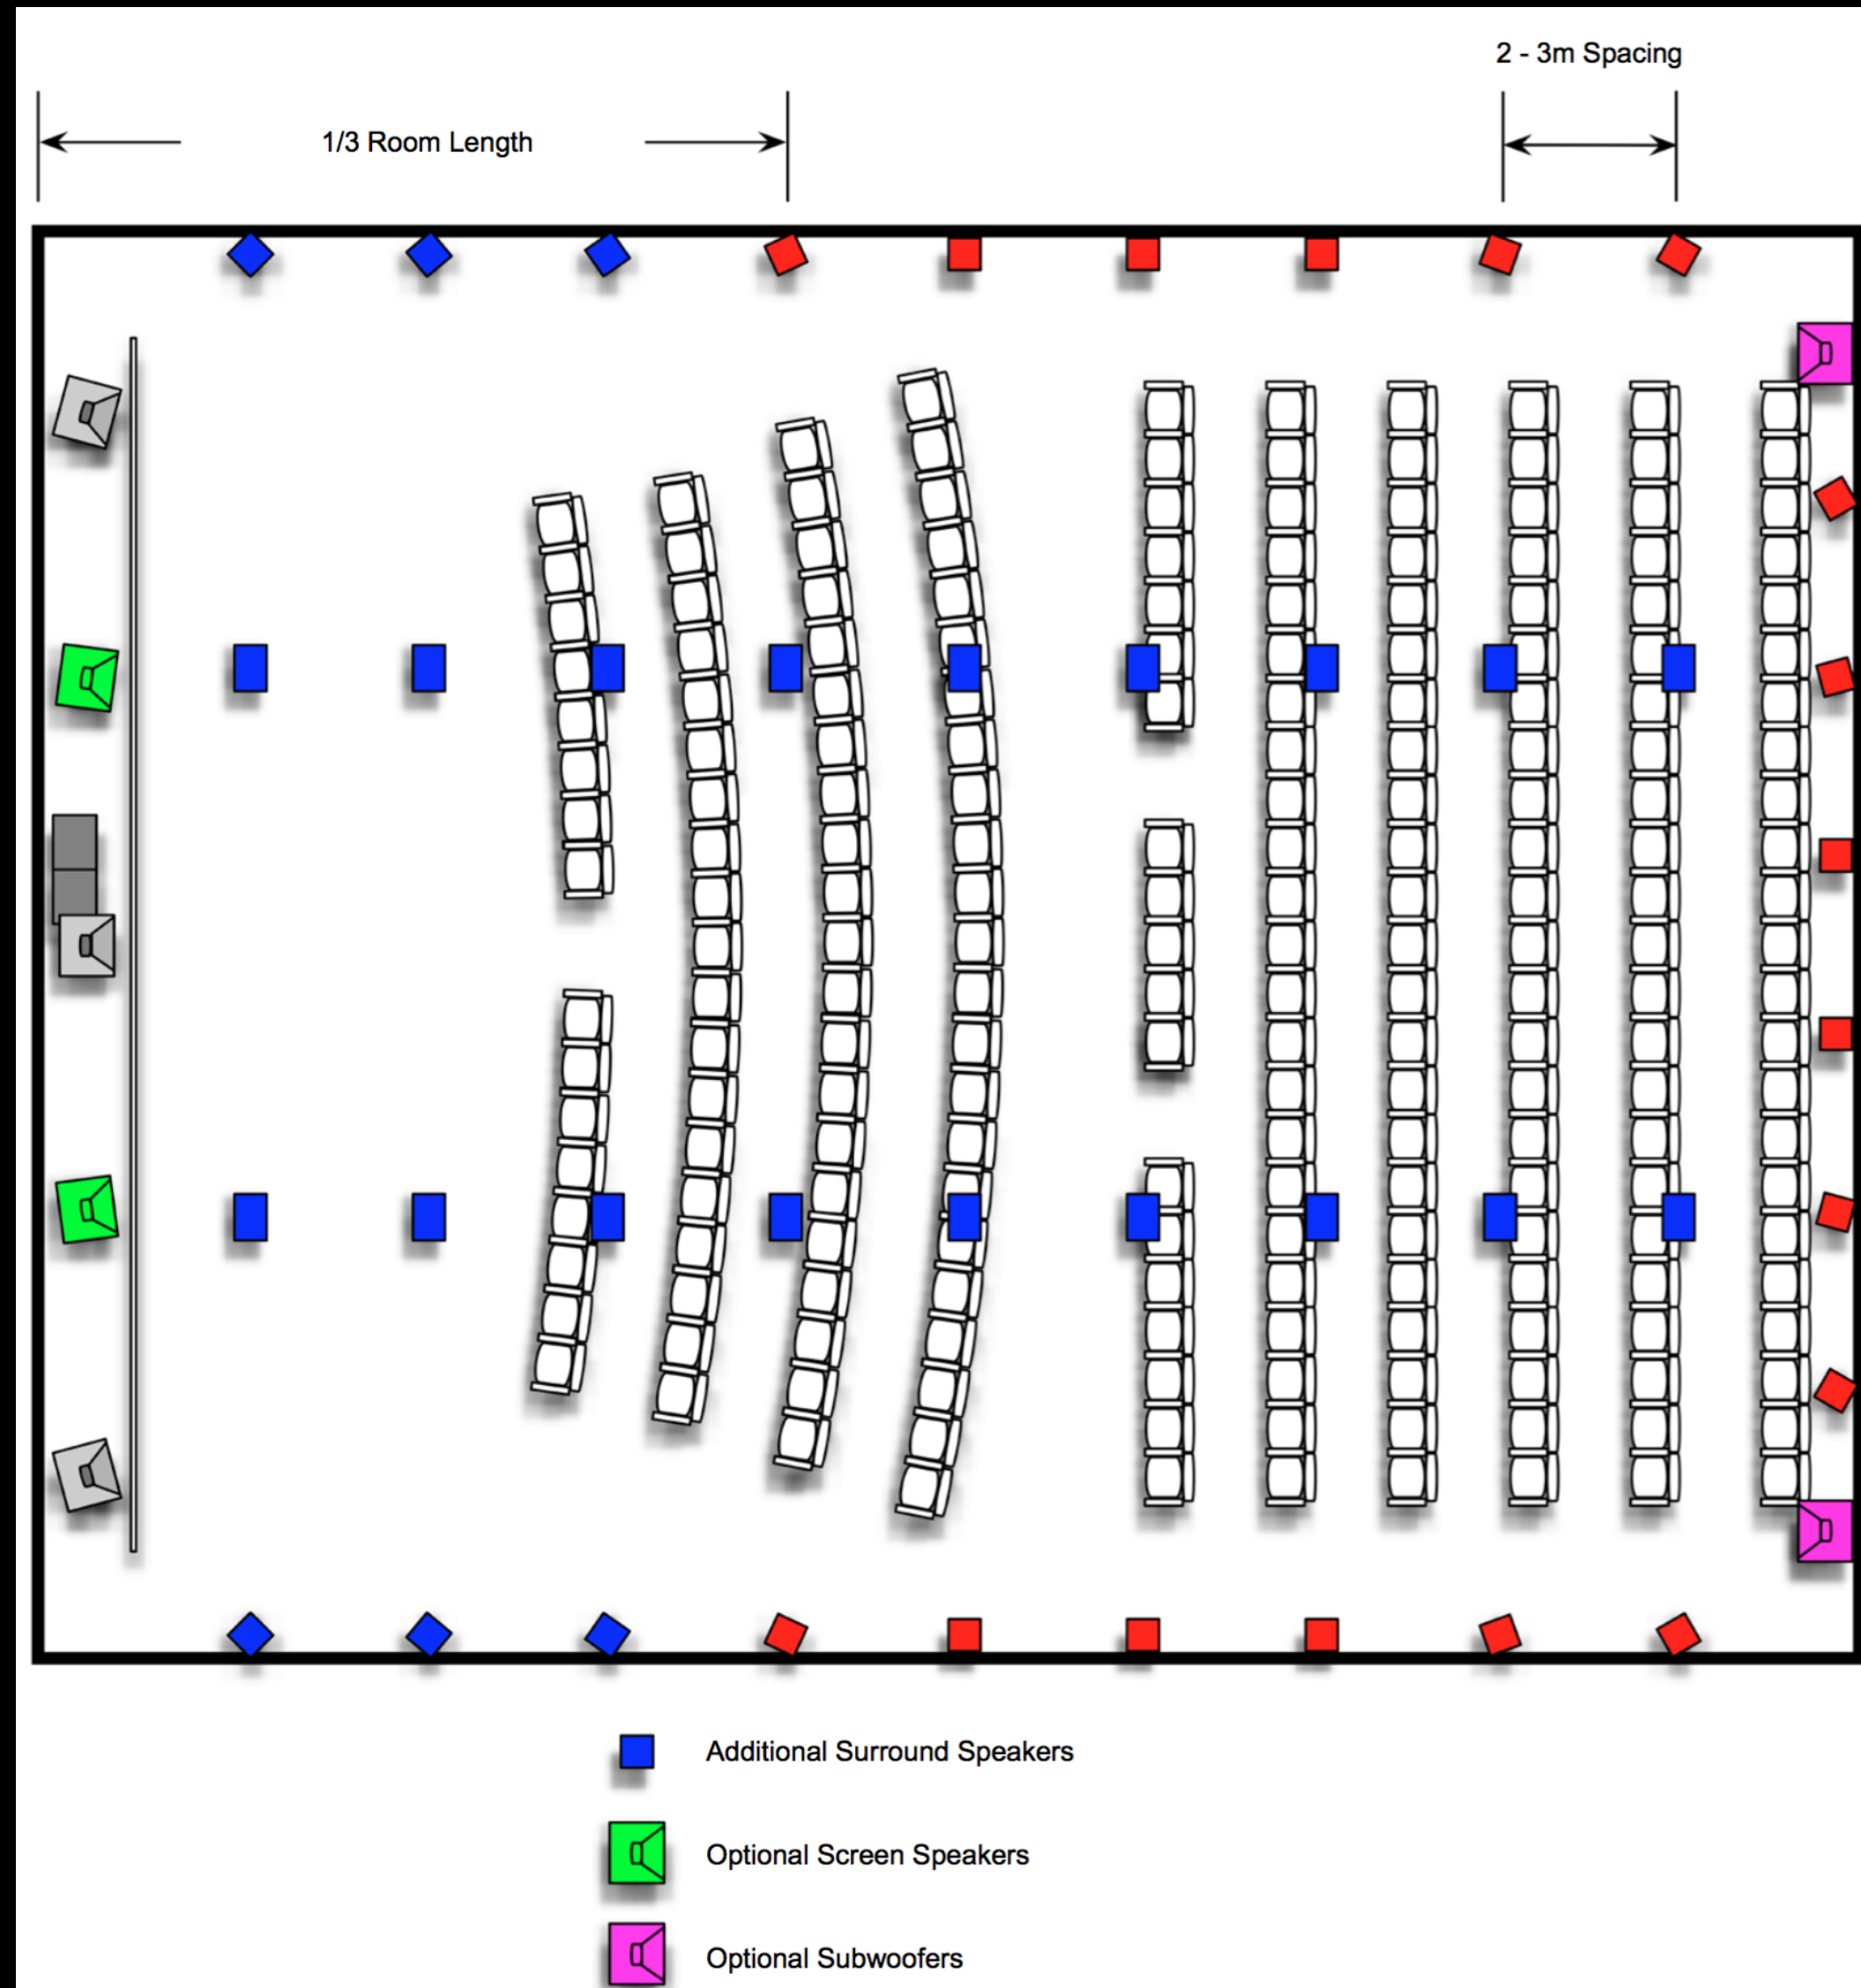 2 - 3m Spacing
1/3 Room Length
Additional Surround Speakers
Optional Screen Speakers
Optional Subwoofers